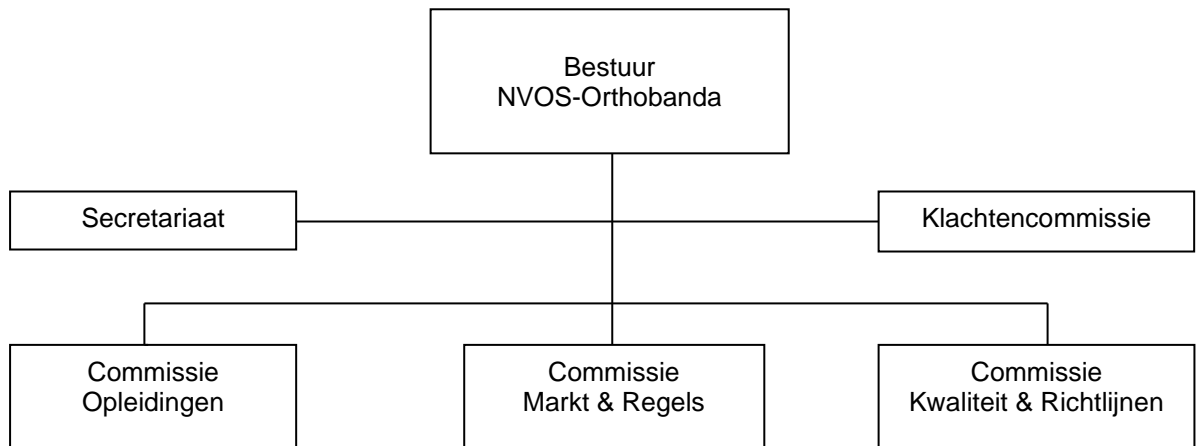 Bestuur
NVOS-Orthobanda
Secretariaat
Klachtencommissie
Commissie
Opleidingen
Commissie
Markt & Regels
Commissie
Kwaliteit & Richtlijnen